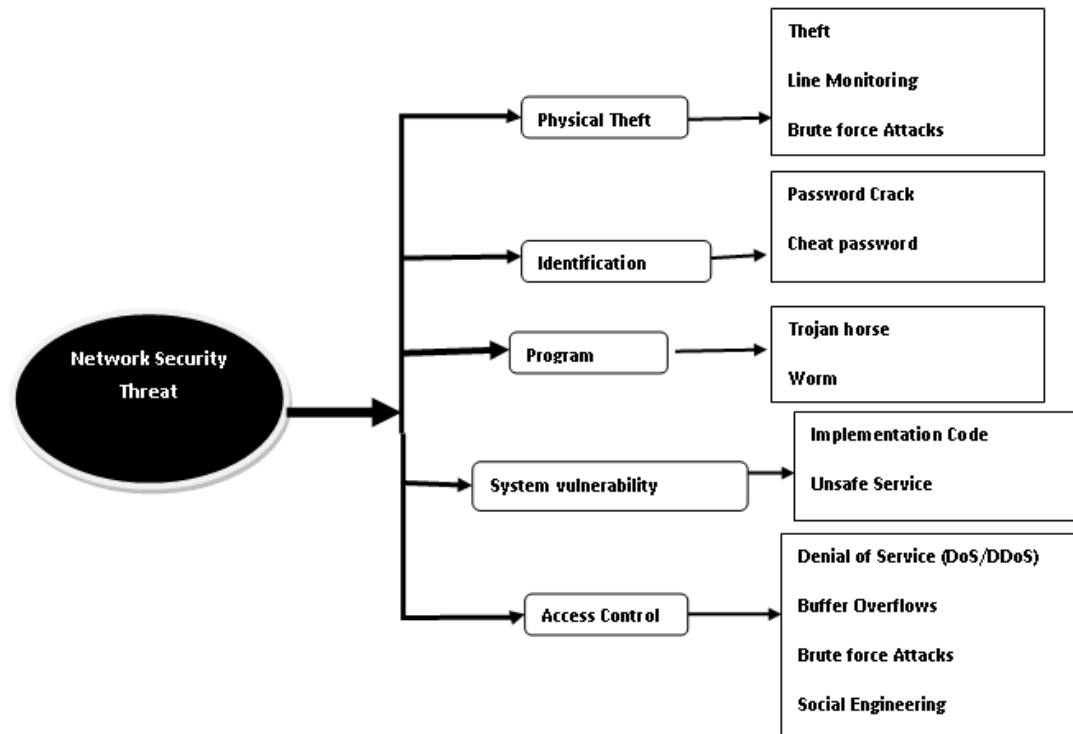 Network Security
Threat
Physical Theft
Theft
Line Monitoring
Brute force Attacks
Identification
Password Crack
Cheat password
Program
Trojan horse
Worm
System vulnerability
Implementation Code
Unsafe Service
Access Control
Denial of Service (DoS/DDoS)
Buffer Overflows
Brute force Attacks
Social Engineering